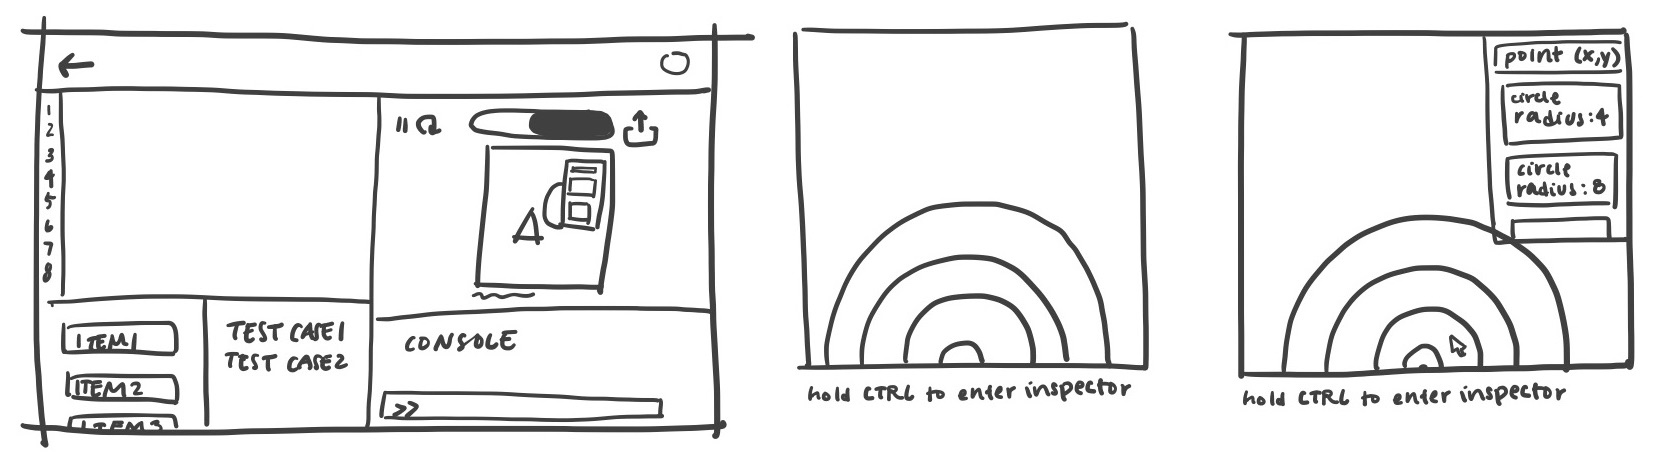 1
2
3
4
5
6
7
8
ITEM1
ITEM2
ITEM3
TEST CASE1
TEST CASE2
CONSOLE
>>
hold CTRL to enter inspector
point (x,y)
circle
radius:4
circle
radius:8
hold CTRL to enter inspector